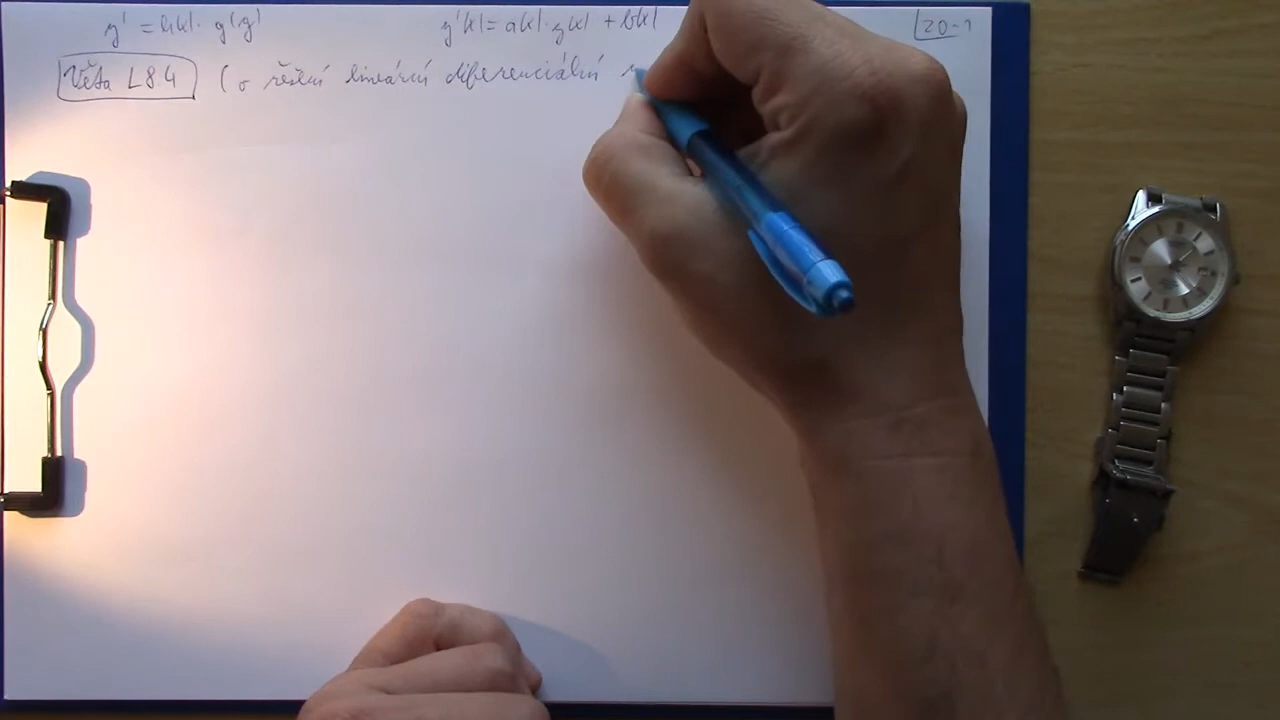 y' = h(x) · g(y) y'(x) = a(x) · y(x) + b(x) 20-1
Věta L8.4 (o řešení lineární diferenciální